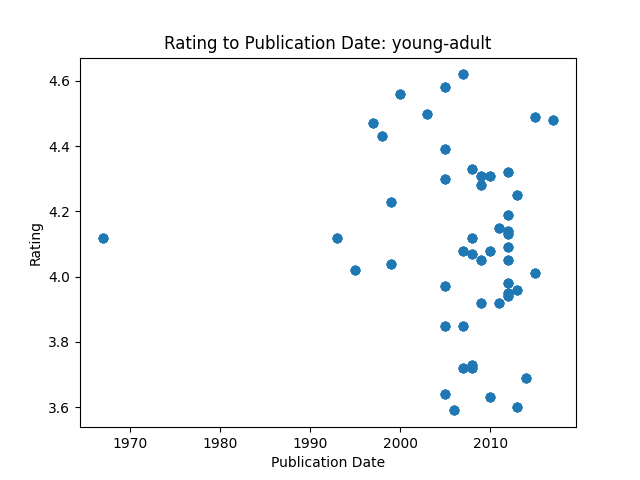 Rating to Publication Date: young-adult
4.6
4.4
4.2
4.0
3.8
3.6
Rating
1970 1980 1990 2000 2010
Publication Date